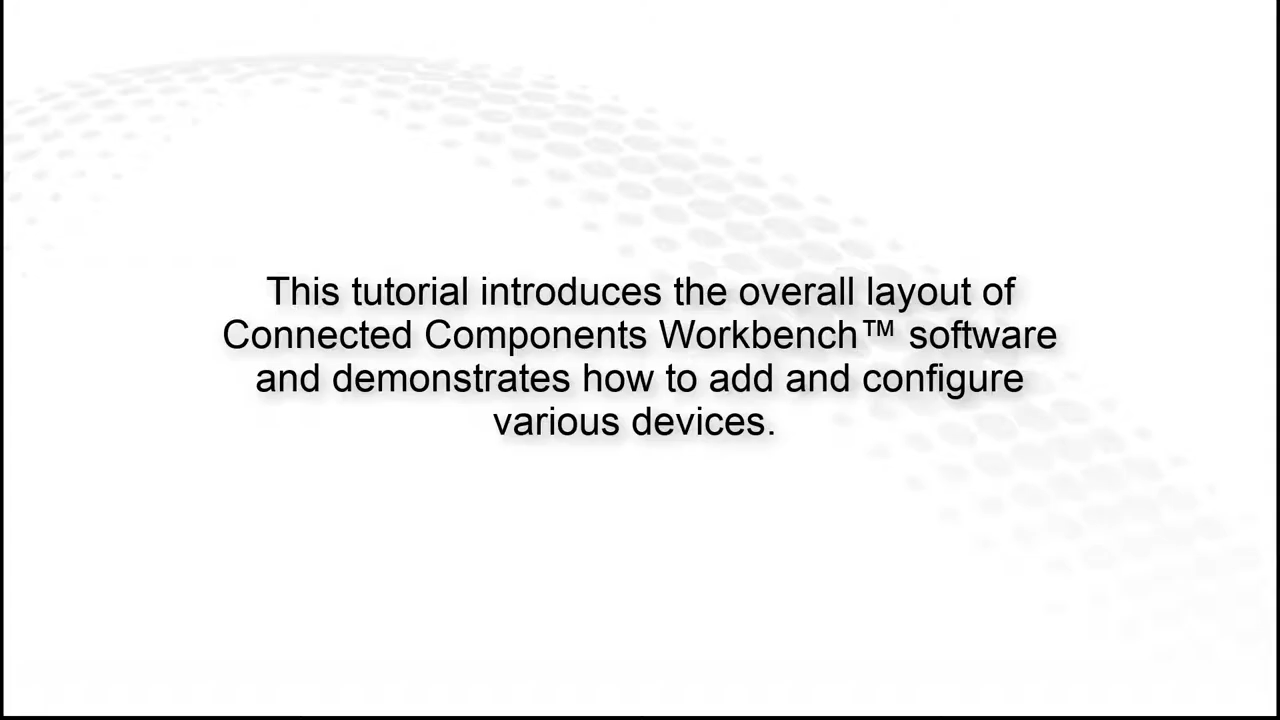 This tutorial introduces the overall layout of
Connected Components Workbench™ software
and demonstrates how to add and configure
various devices.